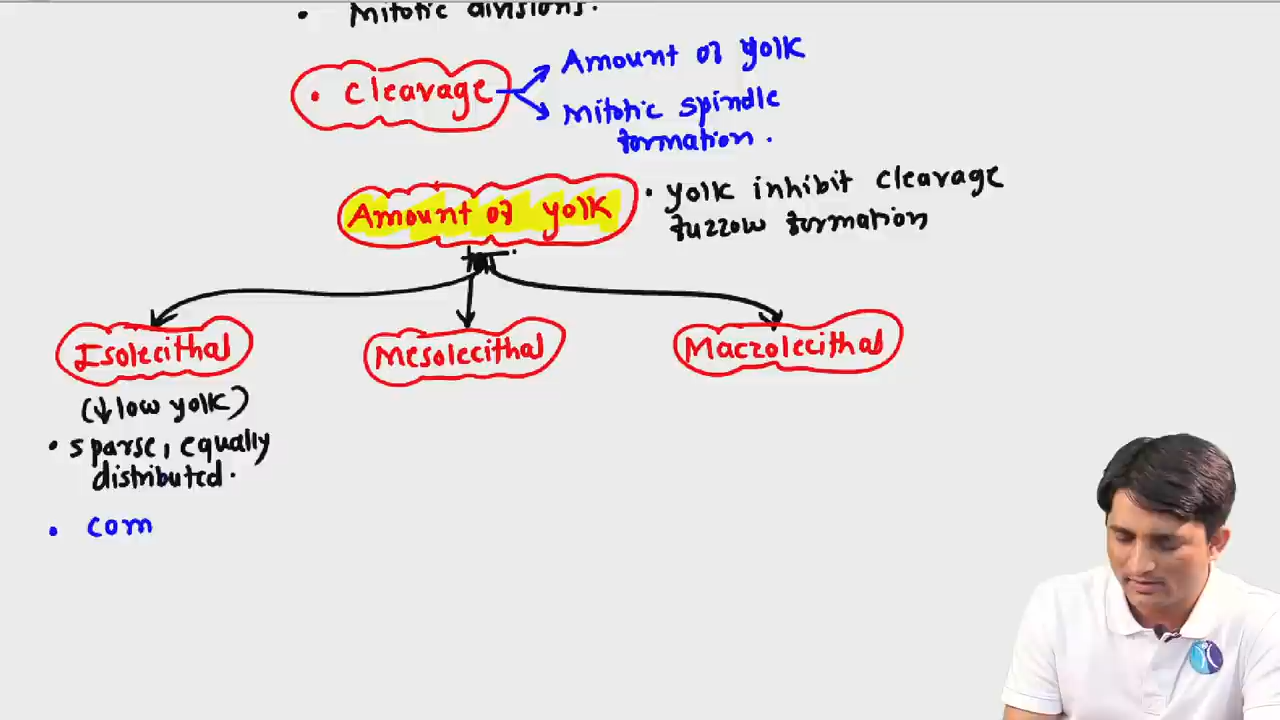 • Mitotic divisions.
• cleavage
Amount of yolk
Mitotic spindle
formation.
Amount of yolk
• yolk inhibit cleavage
furrow formation
Isolecithal
Mesolecithal
Macrolecithal
(↓ low yolk)
• sparse, equally
distributed.
• com